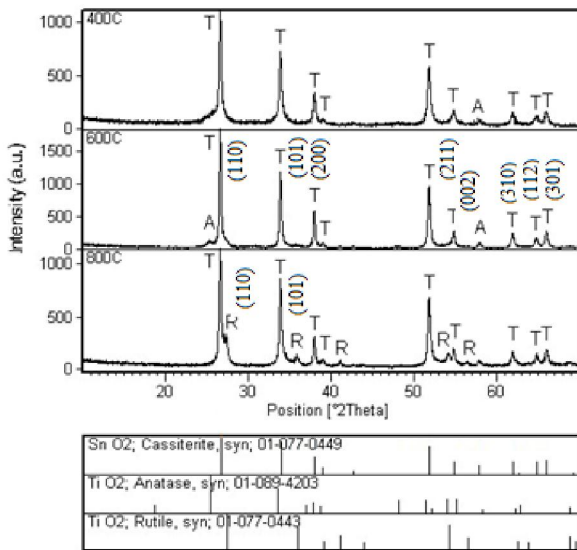 1000
500
0
400C
T
T
T
T
T
T
A
T
T
T
1500
1000
500
0
600C
T
(110)
A
T
(101)
(200)
T
T
T
(211)
T
(002)
A
(310)
T
(112)
T
(301)
T
1000
500
0
800C
T
(110)
R
T
(101)
R
T
T
R
T
R
T
R
T
T
T
Intensity (a.u.)
20
30
40
50
60
Position [°2Theta]
Sn O2; Cassiterite, syn; 01-077-0449
Ti O2; Anatase, syn; 01-089-4203
Ti O2; Rutile, syn; 01-077-0443